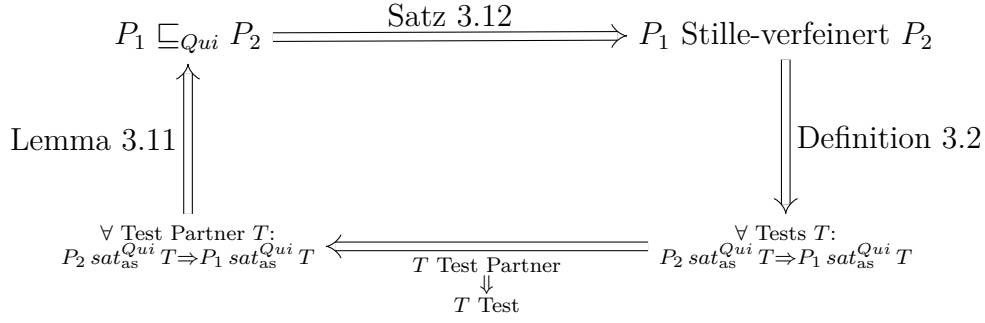 Satz 3.12
P₁ ⊑_Qui P₂
P₁ Stille-verfeinert P₂
Lemma 3.11
Definition 3.2
∀ Test Partner T:
P₂ sat_as^Qui T⇒P₁ sat_as^Qui T
∀ Tests T:
P₂ sat_as^Qui T⇒P₁ sat_as^Qui T
T Test Partner
⇓
T Test